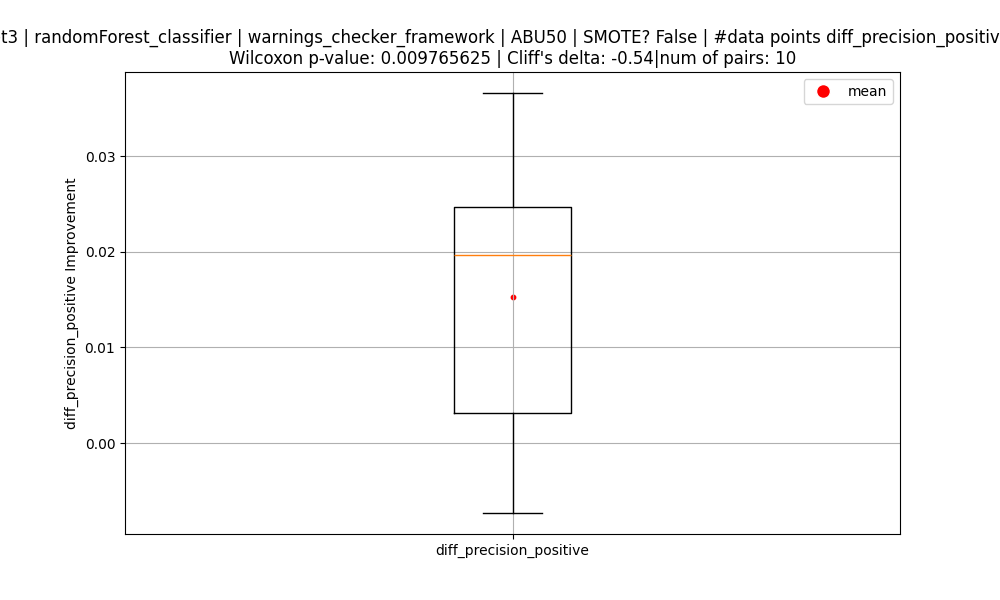 t3 | randomForest_classifier | warnings_checker_framework | ABU50 | SMOTE? False | #data points diff_precision_positiv
Wilcoxon p-value: 0.009765625 | Cliff's delta: -0.54|num of pairs: 10
mean
0.03
0.02
0.01
0.00
diff_precision_positive Improvement
diff_precision_positive